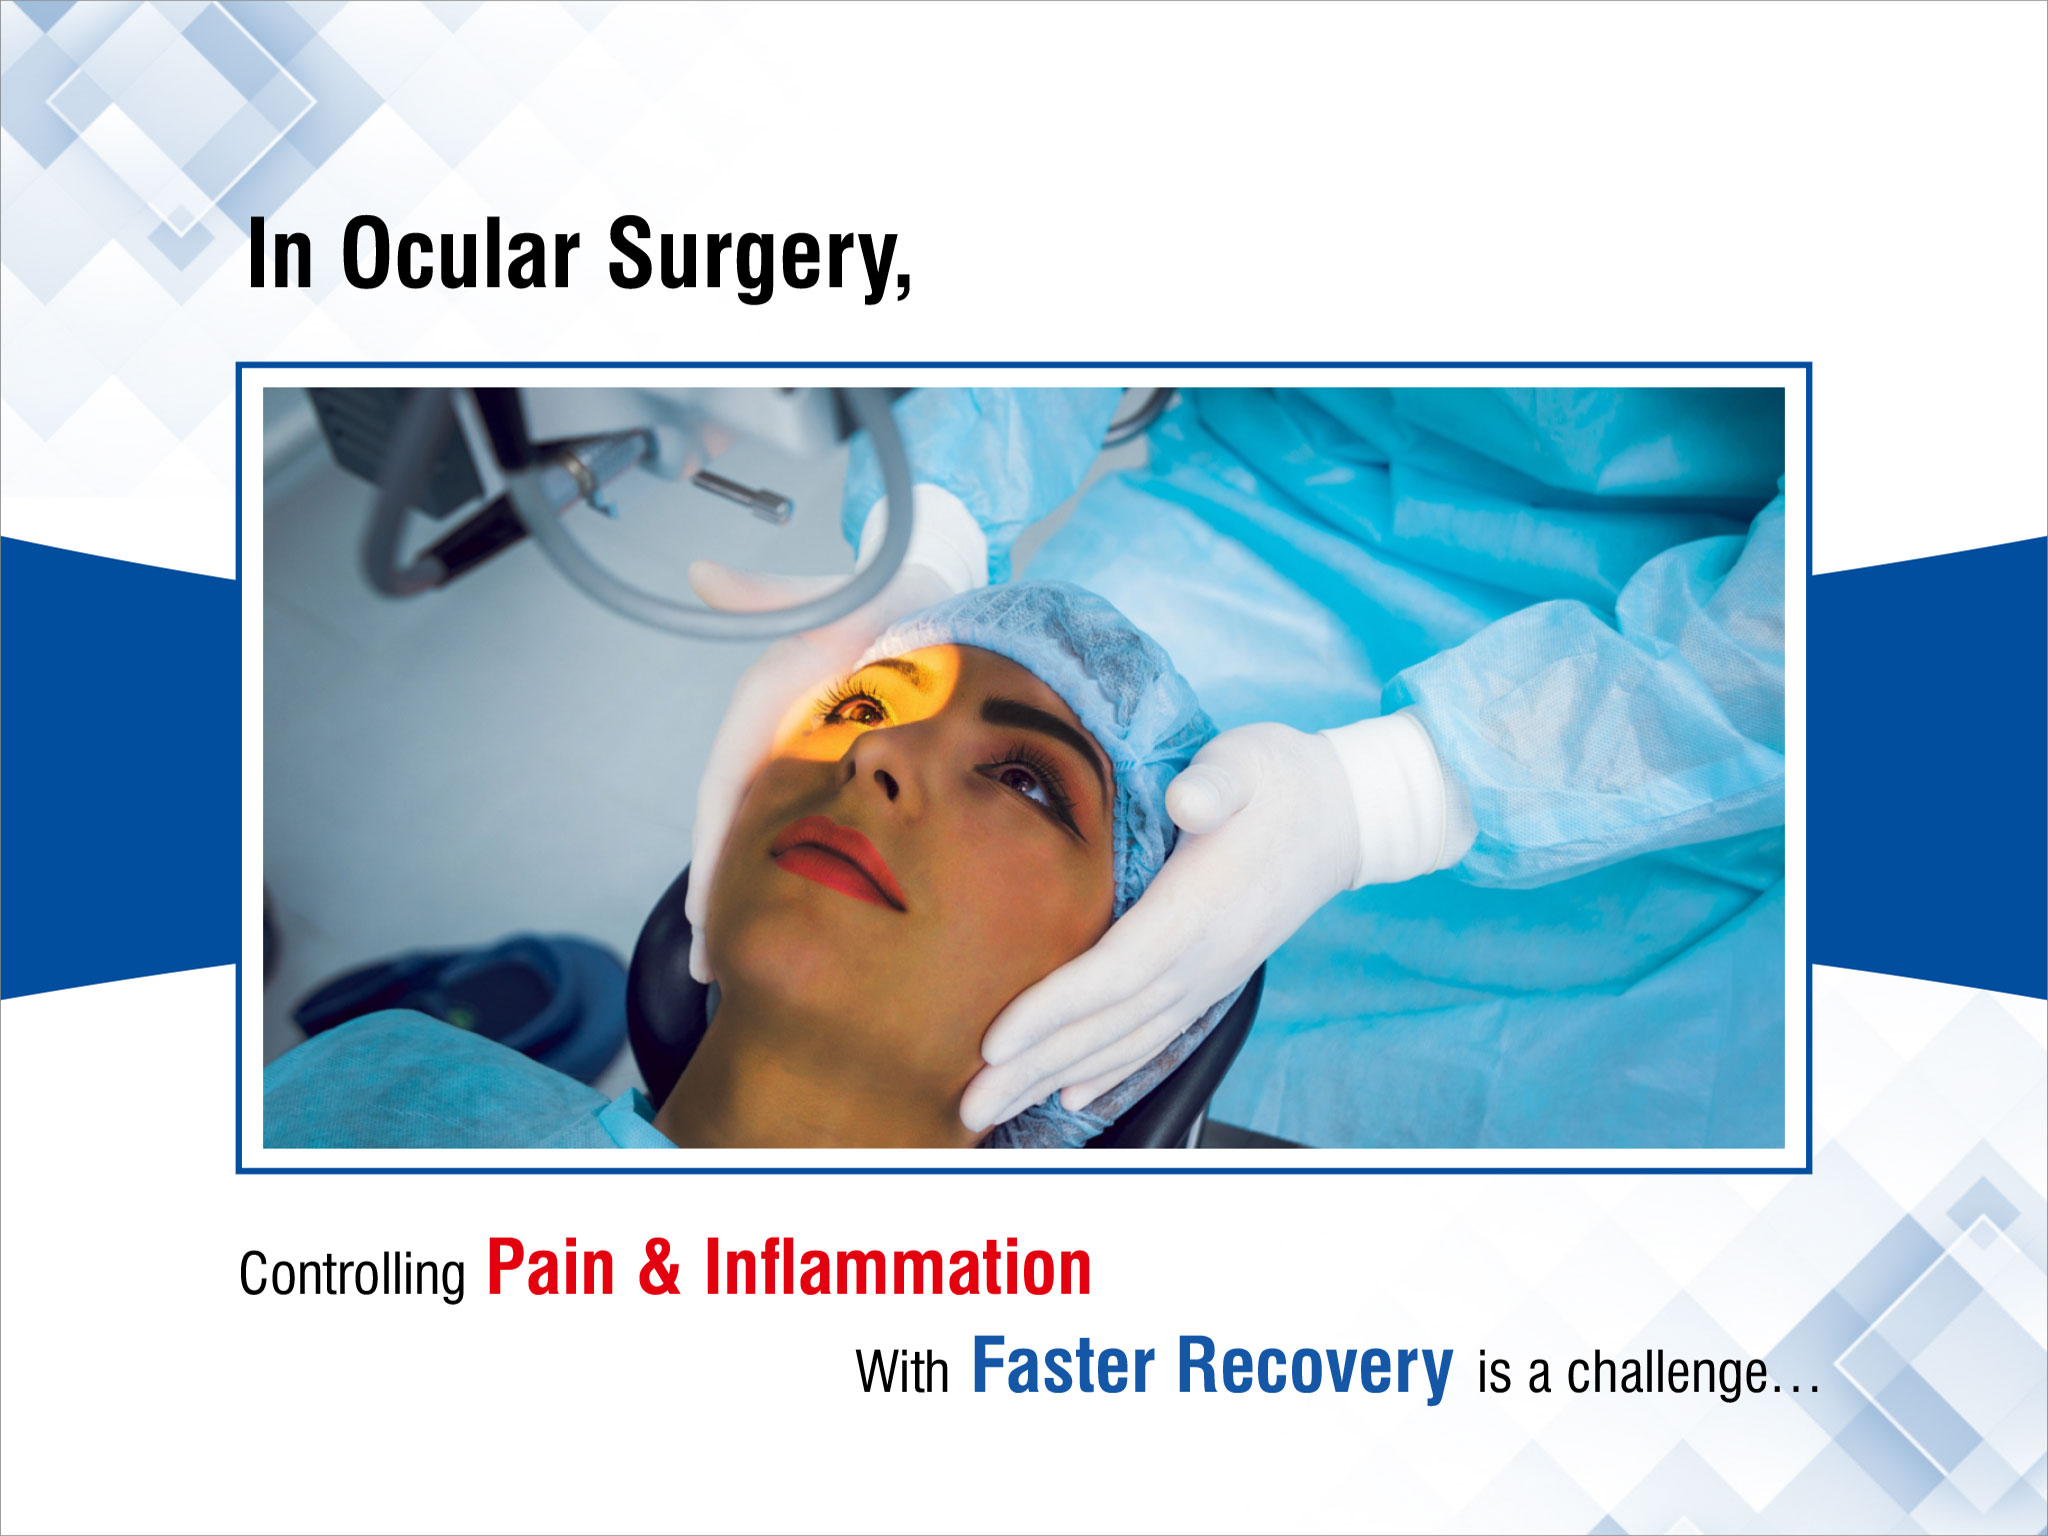 In Ocular Surgery,
Controlling Pain & Inflammation
With Faster Recovery is a challenge...